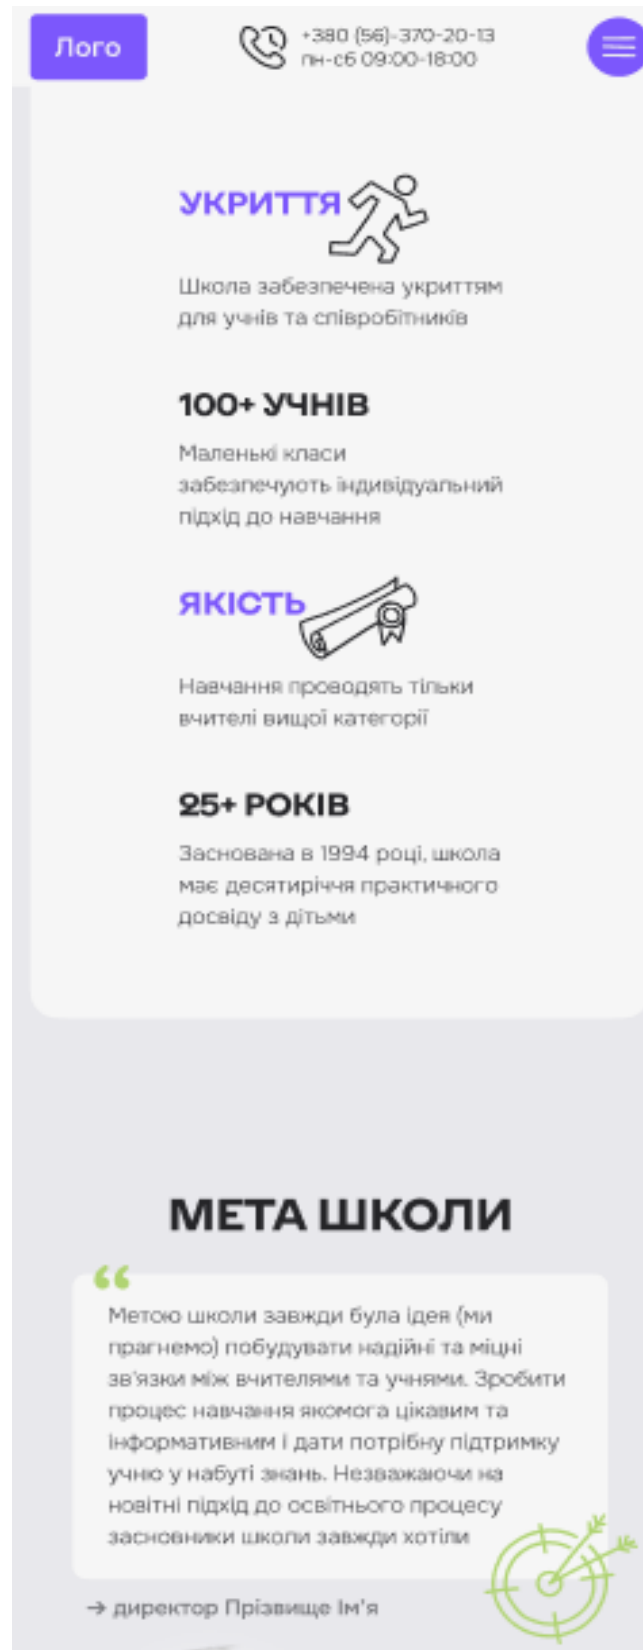 Лого
+380 (56)-370-20-13
пн-сб 09:00-18:00
УКРИТТЯ
Школа забезпечена укриттям
для учнів та співробітників
100+ УЧНІВ
Маленькі класи
забезпечують індивідуальний
підхід до навчання
ЯКІСТЬ
Навчання проводять тільки
вчителі вищої категорії
25+ РОКІВ
Заснована в 1994 році, школа
має десятиріччя практичного
досвіду з дітьми
МЕТА ШКОЛИ
“
Метою школи завжди була ідея (ми
прагнемо) побудувати надійні та міцні
зв'язки між вчителями та учнями. Зробити
процес навчання якомога цікавим та
інформативним і дати потрібну підтримку
учню у набуті знань. Незважаючи на
новітні підхід до освітнього процесу
засновники школи завжди хотіли
→ директор Прізвище Ім'я